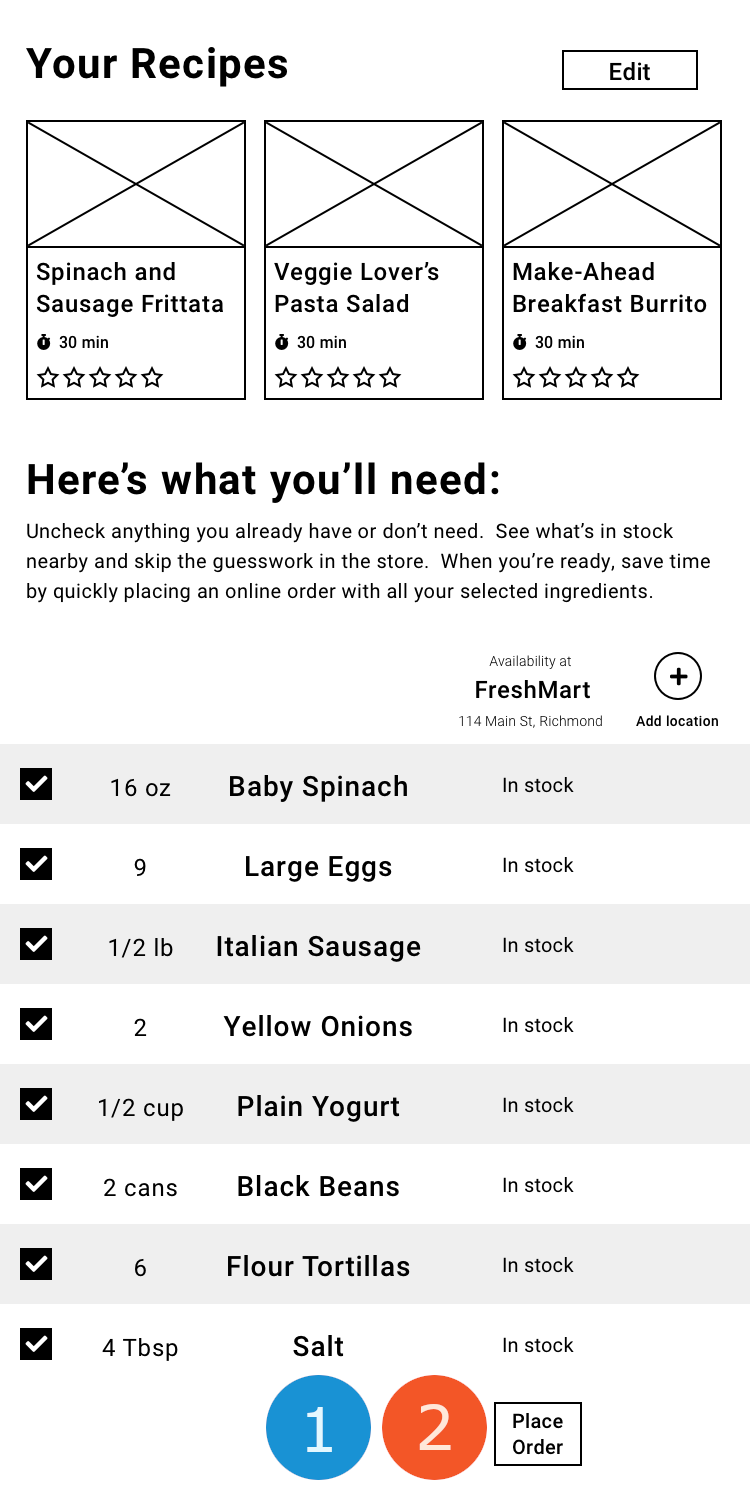 Your Recipes
Edit
Spinach and
Sausage Frittata
30 min
Veggie Lover’s
Pasta Salad
30 min
Make-Ahead
Breakfast Burrito
30 min
Here’s what you’ll need:
Uncheck anything you already have or don’t need.  See what’s in stock
nearby and skip the guesswork in the store.  When you’re ready, save time
by quickly placing an online order with all your selected ingredients.
Availability at
FreshMart
114 Main St, Richmond
Add location
16 oz Baby Spinach In stock
9 Large Eggs In stock
1/2 lb Italian Sausage In stock
2 Yellow Onions In stock
1/2 cup Plain Yogurt In stock
2 cans Black Beans In stock
6 Flour Tortillas In stock
4 Tbsp Salt In stock
1 2
Place
Order